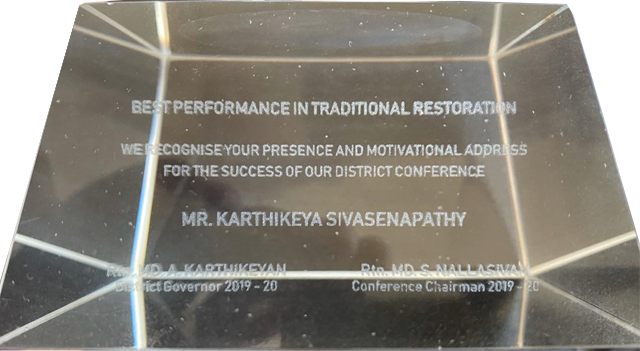 BEST PERFORMANCE IN TRADITIONAL RESTORATION
WE RECOGNISE YOUR PRESENCE AND MOTIVATIONAL ADDRESS
FOR THE SUCCESS OF OUR DISTRICT CONFERENCE
MR. KARTHIKEYA SIVASENAPATHY
Rtn. MD. A. KARTHIKEYAN
District Governor 2019 - 20
Rtn. MD. S. NALLASIVAN
Conference Chairman 2019 - 20